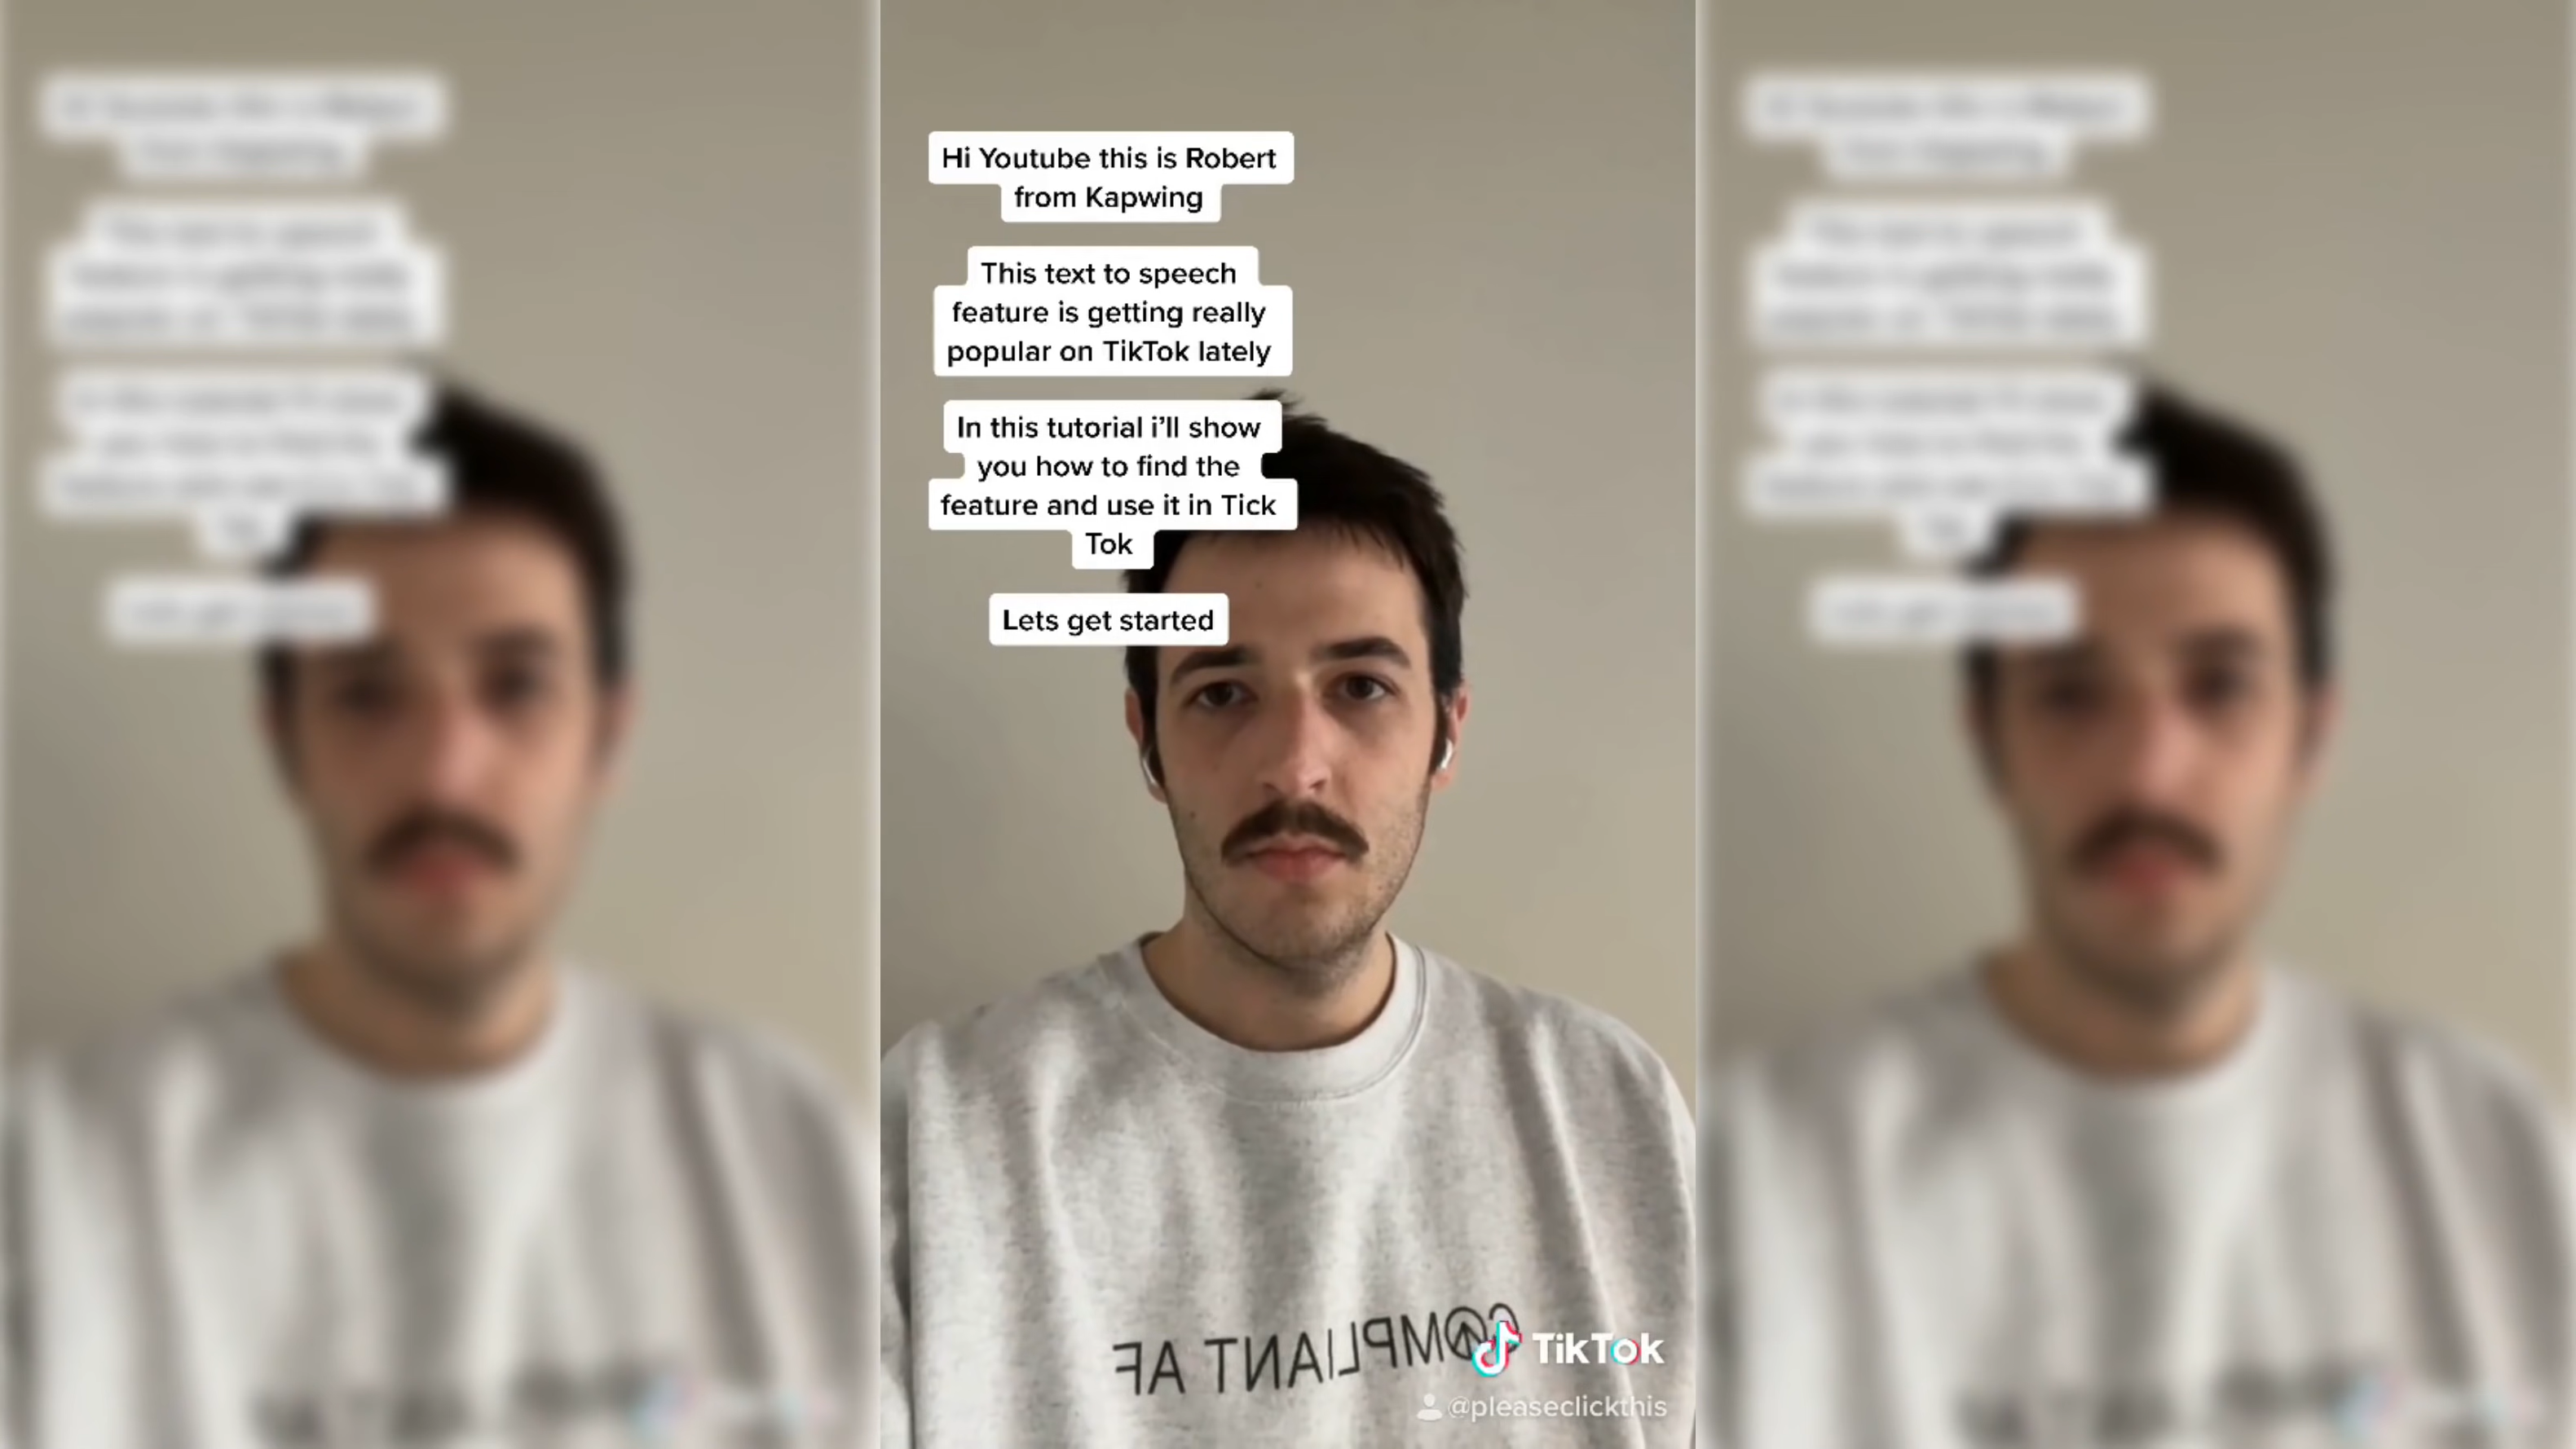 Hi Youtube this is Robert
from Kapwing
This text to speech
feature is getting really
popular on TikTok lately
In this tutorial i’ll show
you how to find the
feature and use it in Tick
Tok
Lets get started
COMPLIANT AF
TikTok
@pleaseclickthis